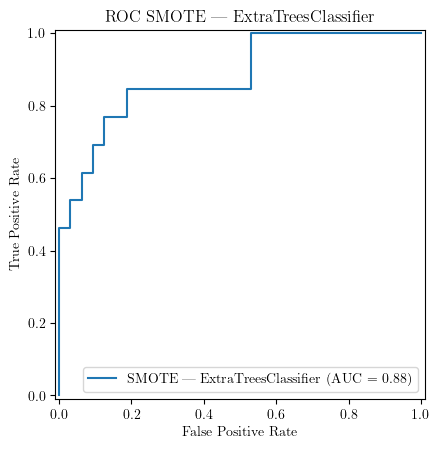 ROC SMOTE — ExtraTreesClassifier
1.0
0.8
0.6
0.4
0.2
0.0
True Positive Rate
SMOTE — ExtraTreesClassifier (AUC = 0.88)
0.0 0.2 0.4 0.6 0.8 1.0
False Positive Rate